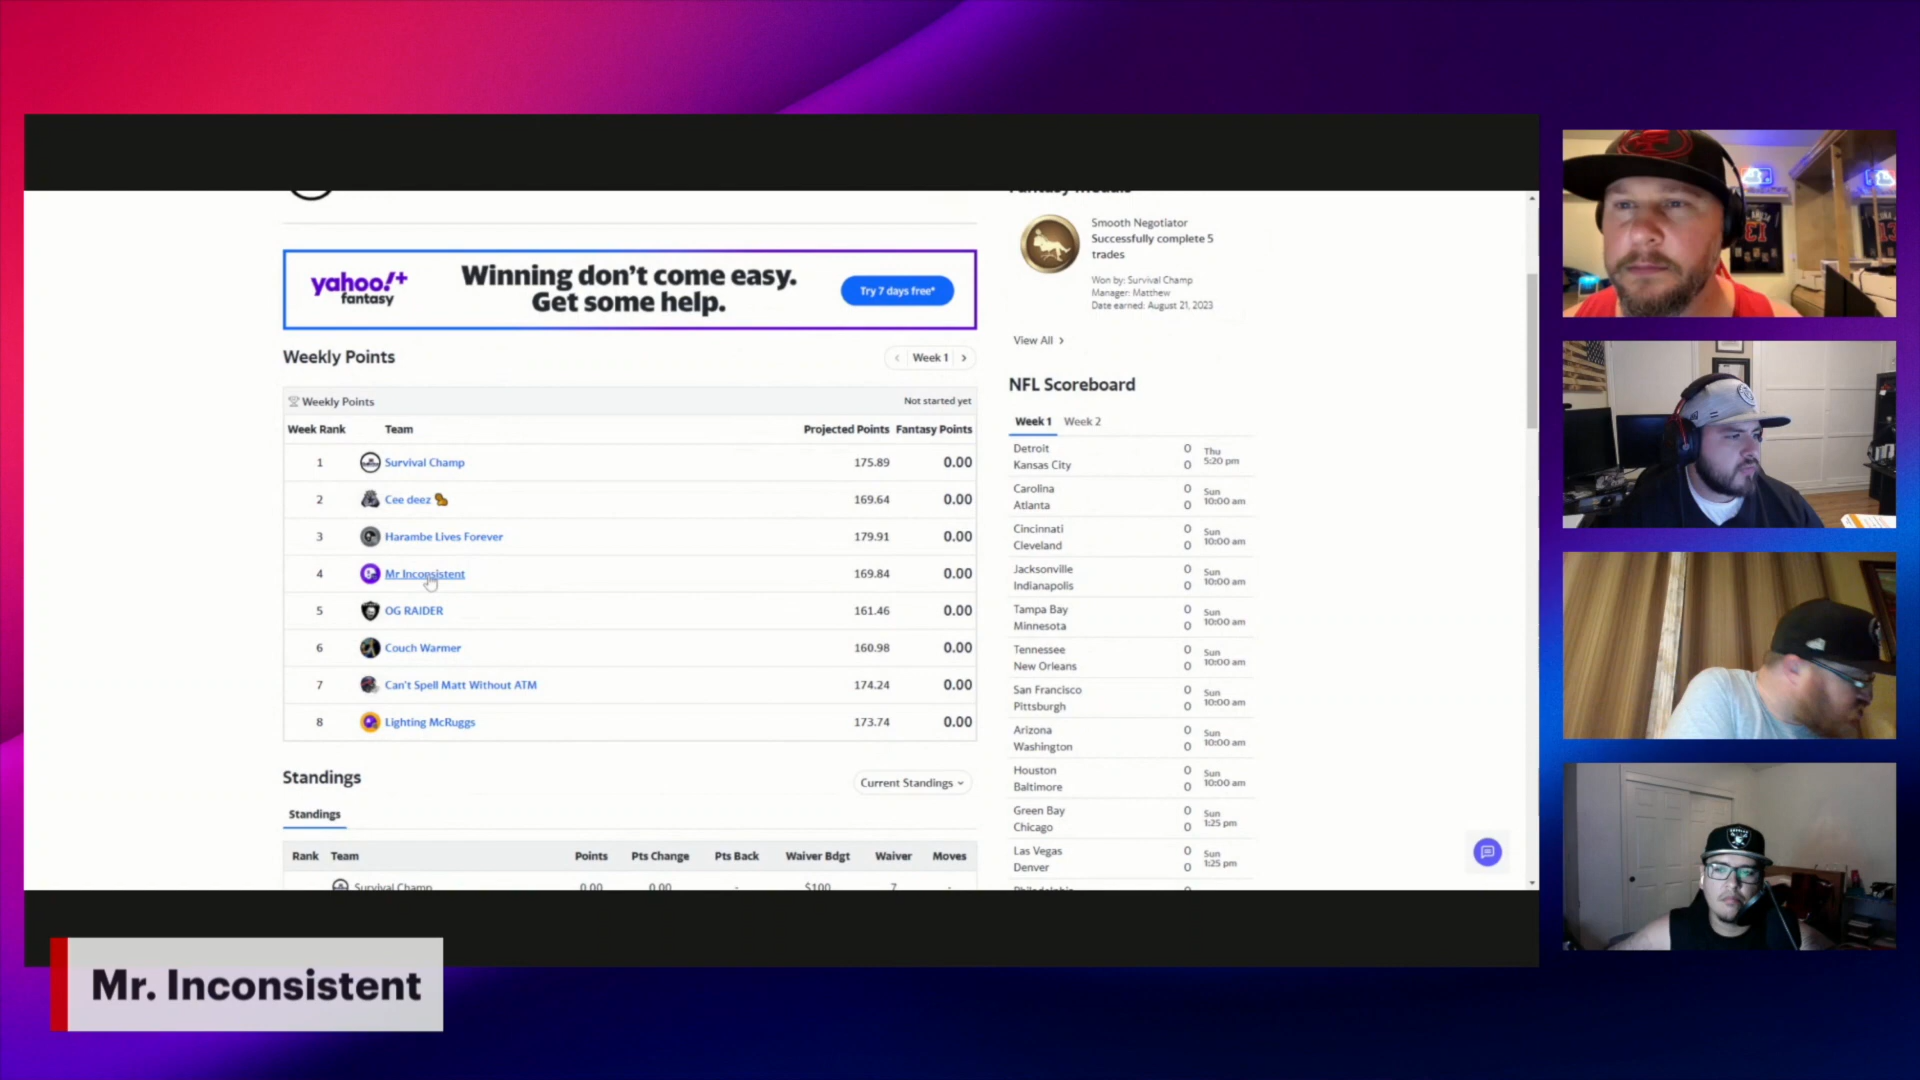 Smooth Negotiator
Successfully complete 5
trades
Won by: Survival Champ
Manager: Matthew
Date earned: August 21, 2023
View All >
yahoo!+
fantasy
Winning don't come easy.
Get some help.
Try 7 days free*
Weekly Points
< Week 1 >
Weekly Points Not started yet
Week Rank Team Projected Points Fantasy Points
1 Survival Champ 175.89 0.00
2 Cee deez 169.64 0.00
3 Harambe Lives Forever 179.91 0.00
4 Mr Inconsistent 169.84 0.00
5 OG RAIDER 161.46 0.00
6 Couch Warmer 160.98 0.00
7 Can't Spell Matt Without ATM 174.24 0.00
8 Lighting McRuggs 173.74 0.00
Standings
Current Standings
Standings
Rank Team Points Pts Change Pts Back Waiver Bdgt Waiver Moves
Survival Champ 0.00 0.00 - $100 7 -
NFL Scoreboard
Week 1 Week 2
Detroit 0 Thu
Kansas City 0 5:20 pm
Carolina 0 Sun
Atlanta 0 10:00 am
Cincinnati 0 Sun
Cleveland 0 10:00 am
Jacksonville 0 Sun
Indianapolis 0 10:00 am
Tampa Bay 0 Sun
Minnesota 0 10:00 am
Tennessee 0 Sun
New Orleans 0 10:00 am
San Francisco 0 Sun
Pittsburgh 0 10:00 am
Arizona 0 Sun
Washington 0 10:00 am
Houston 0 Sun
Baltimore 0 10:00 am
Green Bay 0 Sun
Chicago 0 1:25 pm
Las Vegas 0 Sun
Denver 0 1:25 pm
Mr. Inconsistent